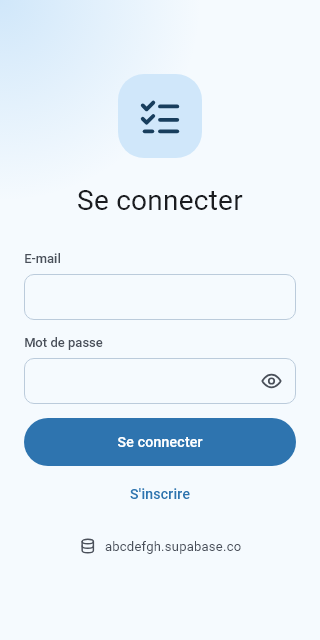 Se connecter
E-mail
Mot de passe
Se connecter
S'inscrire
abcdefgh.supabase.co